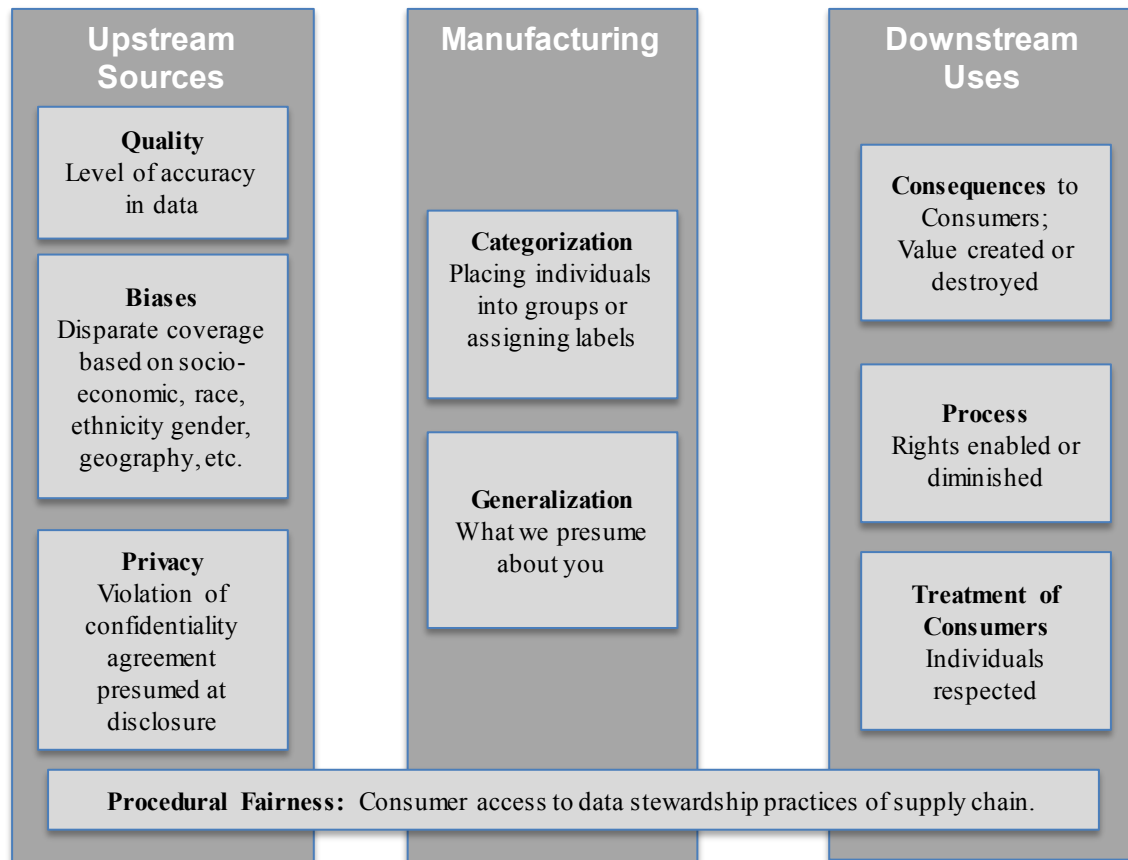 Upstream
Sources
Quality
Level of accuracy
in data
Biases
Disparate coverage
based on socio-
economic, race,
ethnicity gender,
geography, etc.
Privacy
Violation of
confidentiality
agreement
presumed at
disclosure
Manufacturing
Categorization
Placing individuals
into groups or
assigning labels
Generalization
What we presume
about you
Downstream
Uses
Consequences to
Consumers;
Value created or
destroyed
Process
Rights enabled or
diminished
Treatment of
Consumers
Individuals
respected
Procedural Fairness: Consumer access to data stewardship practices of supply chain.